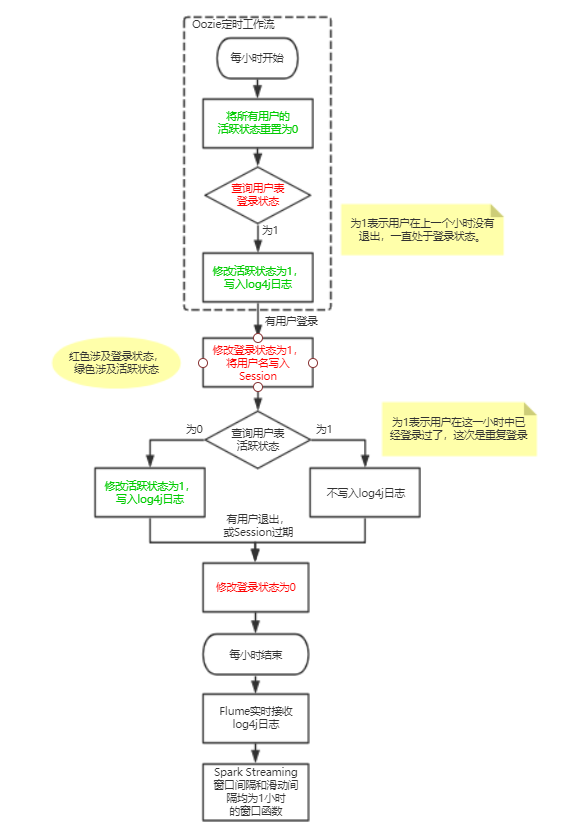 Oozie定时工作流
每小时开始
将所有用户的
活跃状态重置为0
查询用户表
登录状态
为1
为1表示用户在上一个小时没有
退出，一直处于登录状态。
修改活跃状态为1，
写入log4j日志
有用户登录
红色涉及登录状态，
绿色涉及活跃状态
修改登录状态为1，
将用户名写入
Session
为0
查询用户表
活跃状态
为1
为1表示用户在这一小时中已
经登录过了，这次是重复登录
修改活跃状态为1，
写入log4j日志
不写入log4j日志
有用户退出，
或Session过期
修改登录状态为0
每小时结束
Flume实时接收
log4j日志
Spark Streaming
窗口间隔和滑动间
隔均为1小时
的窗口函数